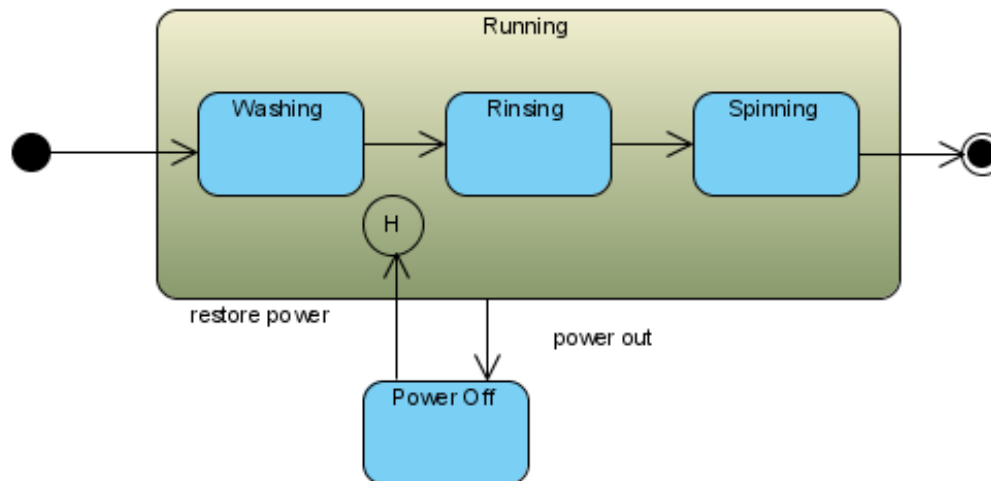 Running
Washing
Rinsing
Spinning
H
restore power
power out
Power Off